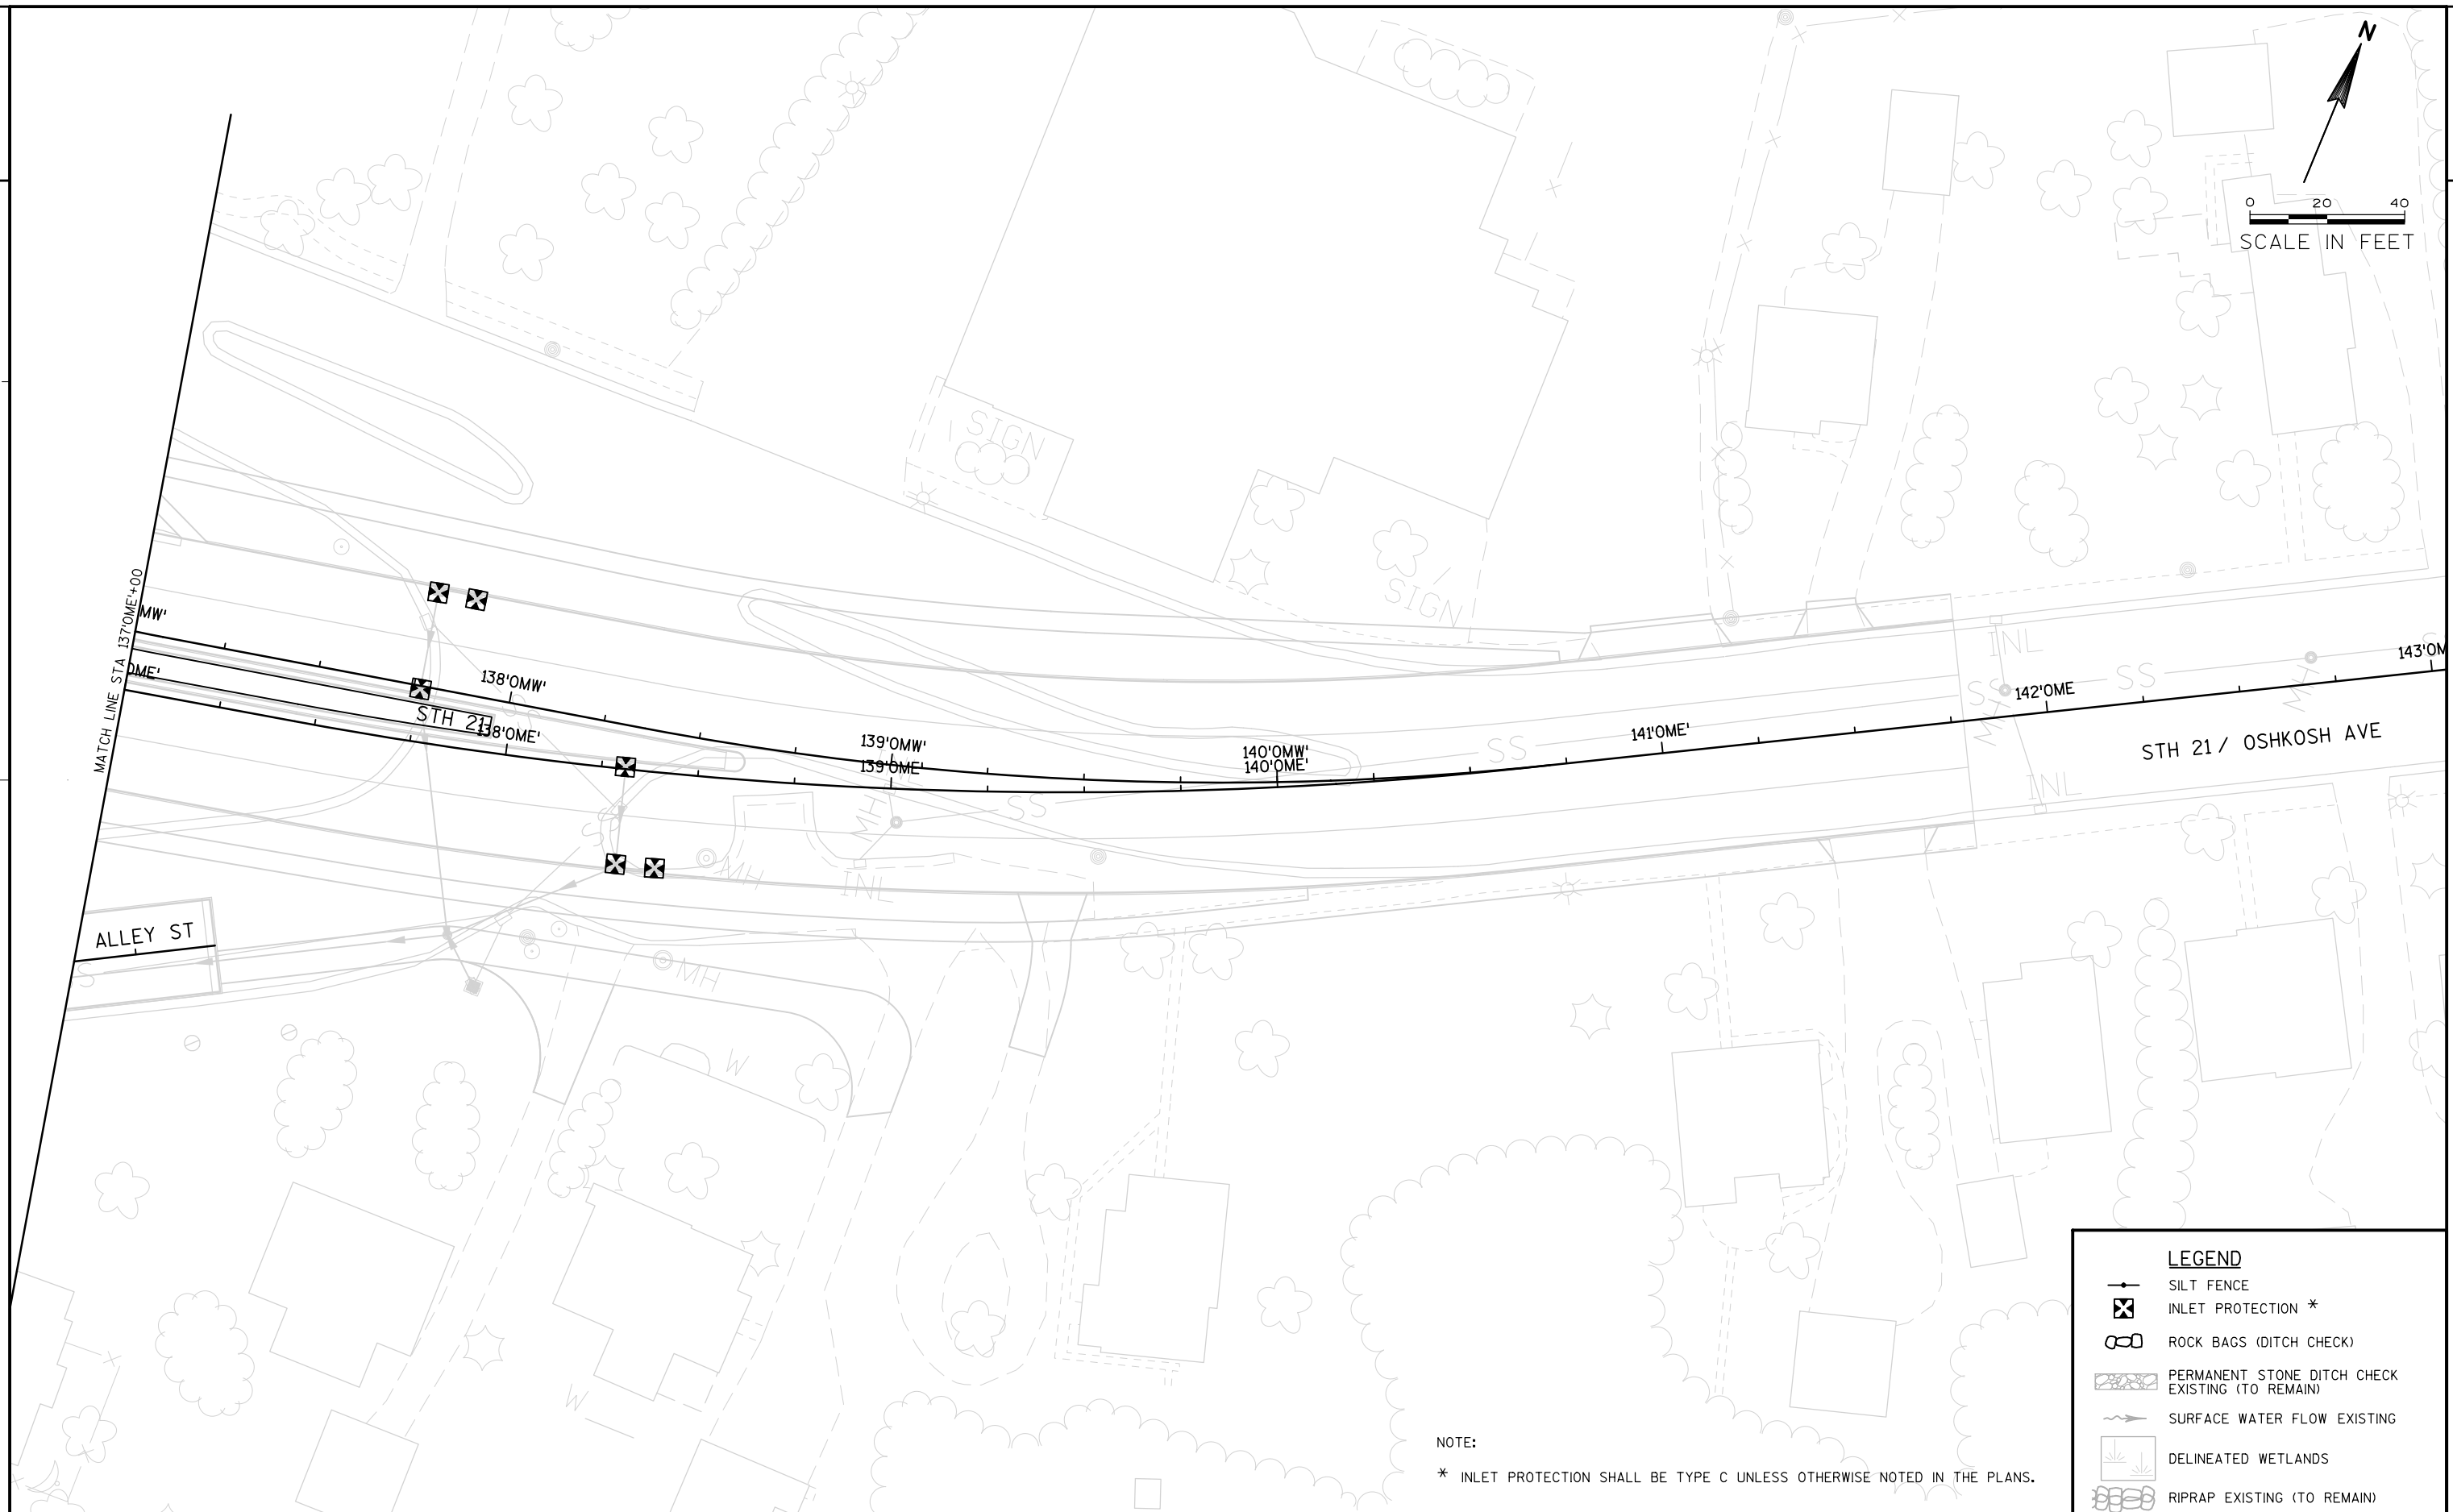 N
0 20 40
SCALE IN FEET
SIGN
SIGN
MATCH LINE STA 137'OME'+00
MW'
OME'
138'OMW'
STH 21
138'OME'
139'OMW'
139'OME'
140'OMW'
140'OME'
141'OME'
142'OME
143'OM
STH 21 / OSHKOSH AVE
INL
SS
SS
SS
SS
MH
MH
MH
INL
INL
MH
MH
ALLEY ST
S
W
W
LEGEND
SILT FENCE
INLET PROTECTION *
ROCK BAGS (DITCH CHECK)
PERMANENT STONE DITCH CHECK
EXISTING (TO REMAIN)
SURFACE WATER FLOW EXISTING
DELINEATED WETLANDS
RIPRAP EXISTING (TO REMAIN)
NOTE:
* INLET PROTECTION SHALL BE TYPE C UNLESS OTHERWISE NOTED IN THE PLANS.